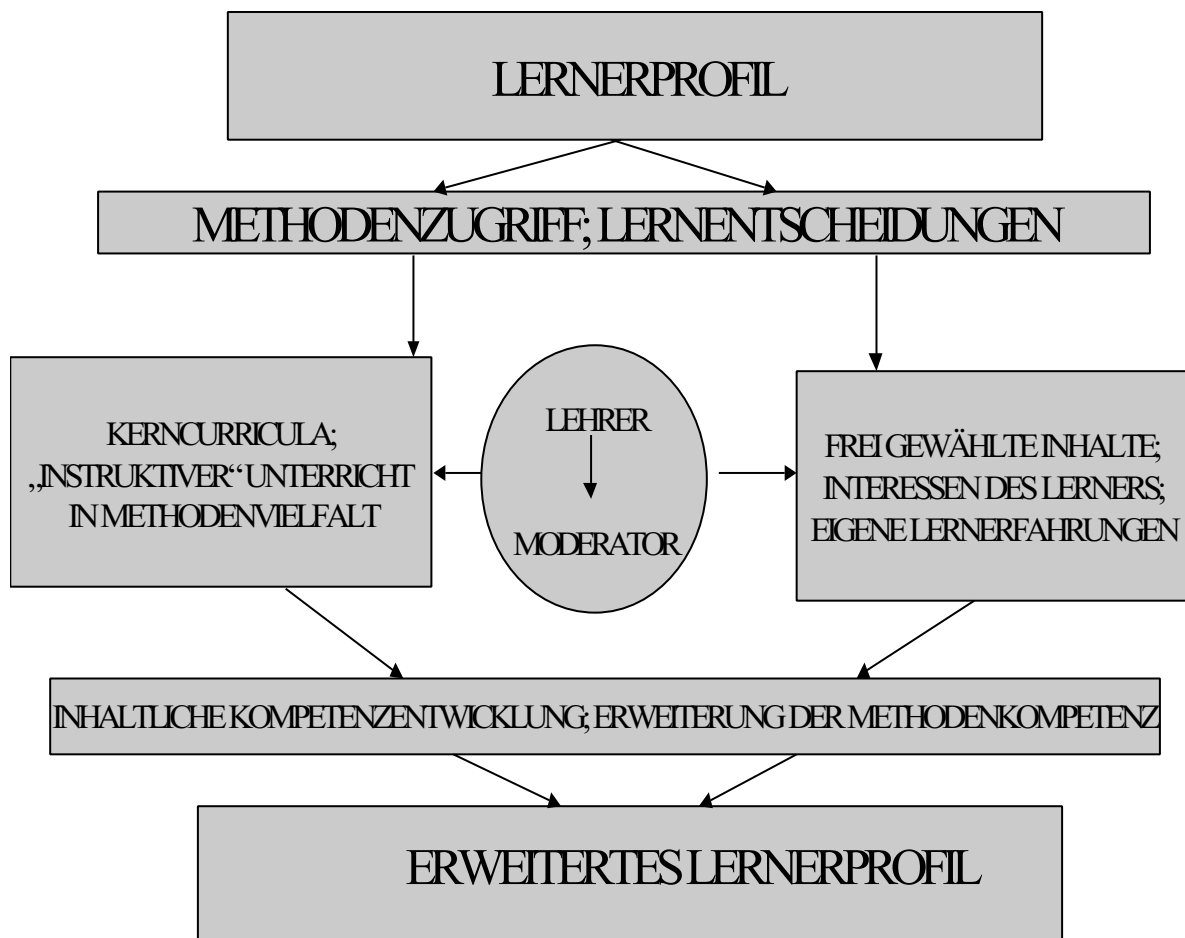 LERNERPROFIL
METHODENZUGRIFF; LERNENTSCHEIDUNGEN
KERNCURRICULA;
„INSTRUKTIVER“ UNTERRICHT
IN METHODENVIELFALT
LEHRER
MODERATOR
FREI GEWÄHLTE INHALTE;
INTERESSEN DES LERNERS;
EIGENE LERNERFAHRUNGEN
INHALTLICHE KOMPETENZENTWICKLUNG; ERWEITERUNG DER METHODENKOMPETENZ
ERWEITERTES LERNERPROFIL